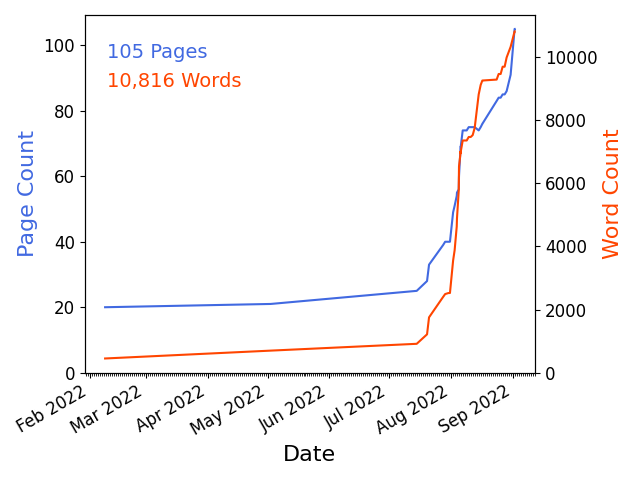 105 Pages
10,816 Words
Page Count
100
80
60
40
20
0
10000
8000
6000
4000
2000
0
Word Count
Feb 2022
Mar 2022
Apr 2022
May 2022
Jun 2022
Jul 2022
Aug 2022
Sep 2022
Date